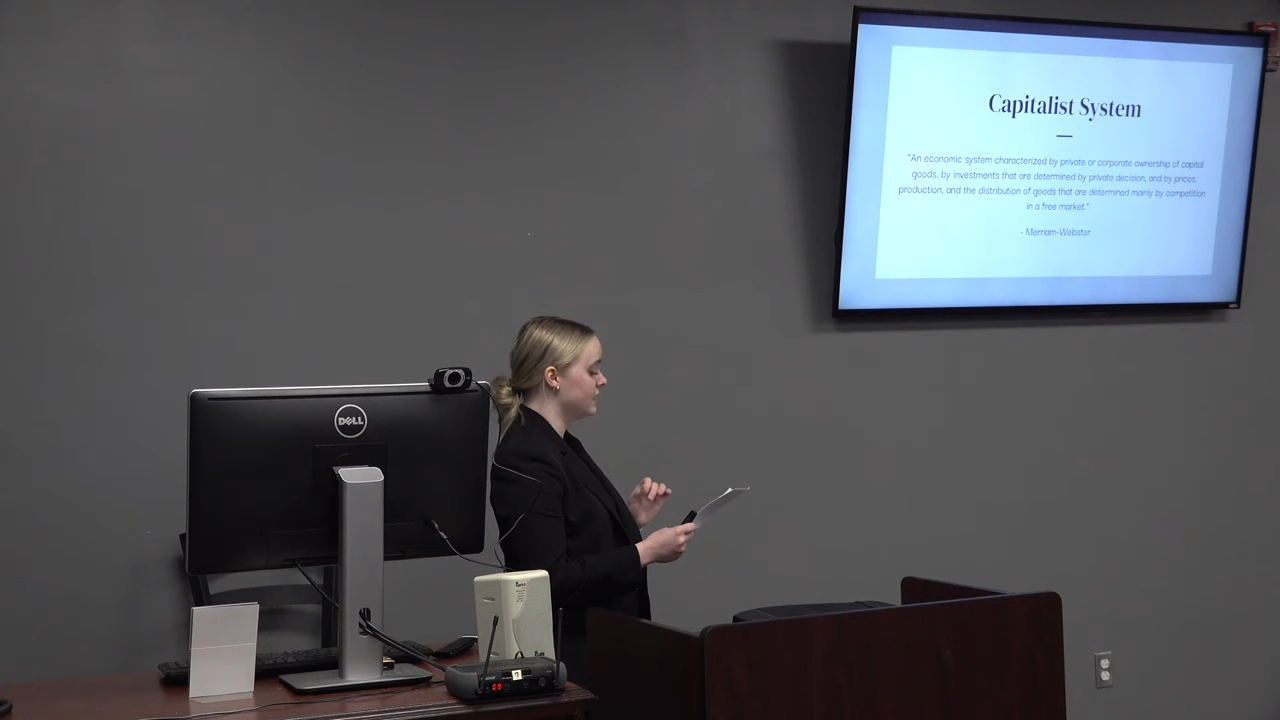 Capitalist System
"An economic system characterized by private or corporate ownership of capital
goods, by investments that are determined by private decision, and by prices,
production, and the distribution of goods that are determined mainly by competition
in a free market."
- Merriam-Webster
DELL